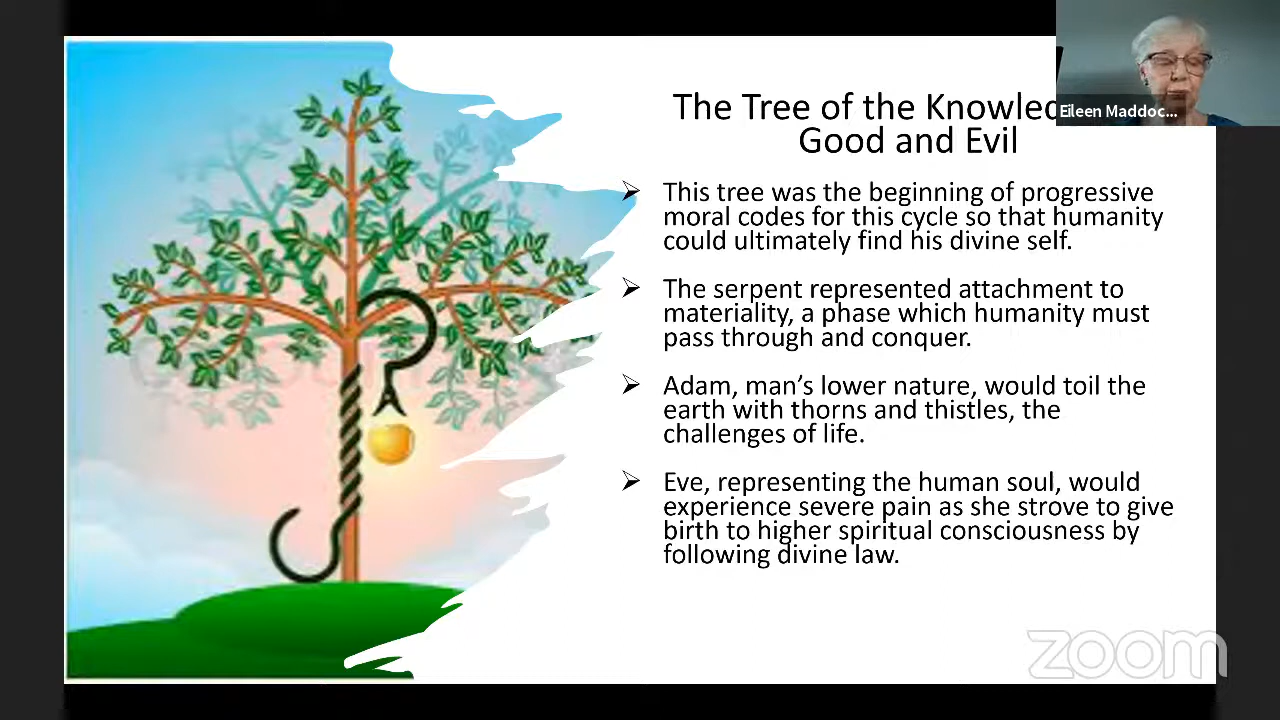 The Tree of the
Good and Evil
Eileen Maddoc...
➢ This tree was the beginning of progressive
moral codes for this cycle so that humanity
could ultimately find his divine self.
➢ The serpent represented attachment to
materiality, a phase which humanity must
pass through and conquer.
➢ Adam, man's lower nature, would toil the
earth with thorns and thistles, the
challenges of life.
➢ Eve, representing the human soul, would
experience severe pain as she strove to give
birth to higher spiritual consciousness by
following divine law.
zoom